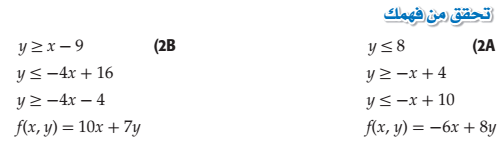 تحقق من فهمك
(2A
y ≤ 8
y ≥ −x + 4
y ≤ −x + 10
f(x, y) = −6x + 8y
(2B
y ≥ x − 9
y ≤ −4x + 16
y ≥ −4x − 4
f(x, y) = 10x + 7y